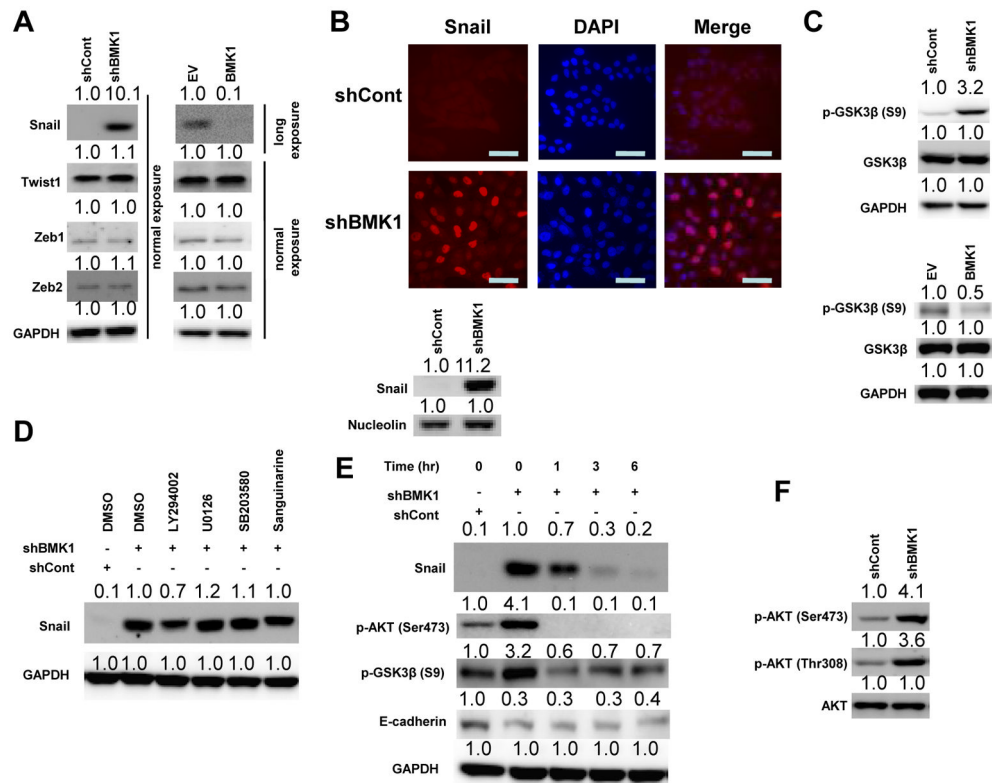 A
shCont shBMK1
1.0 10.1
Snail
1.0 1.1
Twist1
1.0 1.0
Zeb1
1.0 1.1
Zeb2
1.0 1.0
GAPDH
normal exposure
EV BMK1
1.0 0.1
1.0 1.0
1.0 1.0
1.0 1.0
1.0 1.0
long exposure
normal exposure
B
Snail DAPI Merge
shCont
shBMK1
shCont shBMK1
1.0 11.2
Snail
1.0 1.0
Nucleolin
C
shCont shBMK1
1.0 3.2
p-GSK3β (S9)
1.0 1.0
GSK3β
1.0 1.0
GAPDH
EV BMK1
1.0 0.5
p-GSK3β (S9)
1.0 1.0
GSK3β
1.0 1.0
GAPDH
D
DMSO DMSO LY294002 U0126 SB203580 Sanguinarine
shBMK1 - + + + + +
shCont + - - - - -
0.1 1.0 0.7 1.2 1.1 1.0
Snail
1.0 1.0 1.0 1.0 1.0 1.0
GAPDH
E
Time (hr) 0 0 1 3 6
shBMK1 - + + + +
shCont + - - - -
0.1 1.0 0.7 0.3 0.2
Snail
1.0 4.1 0.1 0.1 0.1
p-AKT (Ser473)
1.0 3.2 0.6 0.7 0.7
p-GSK3β (S9)
1.0 0.3 0.3 0.3 0.4
E-cadherin
1.0 1.0 1.0 1.0 1.0
GAPDH
F
shCont shBMK1
1.0 4.1
p-AKT (Ser473)
1.0 3.6
p-AKT (Thr308)
1.0 1.0
AKT